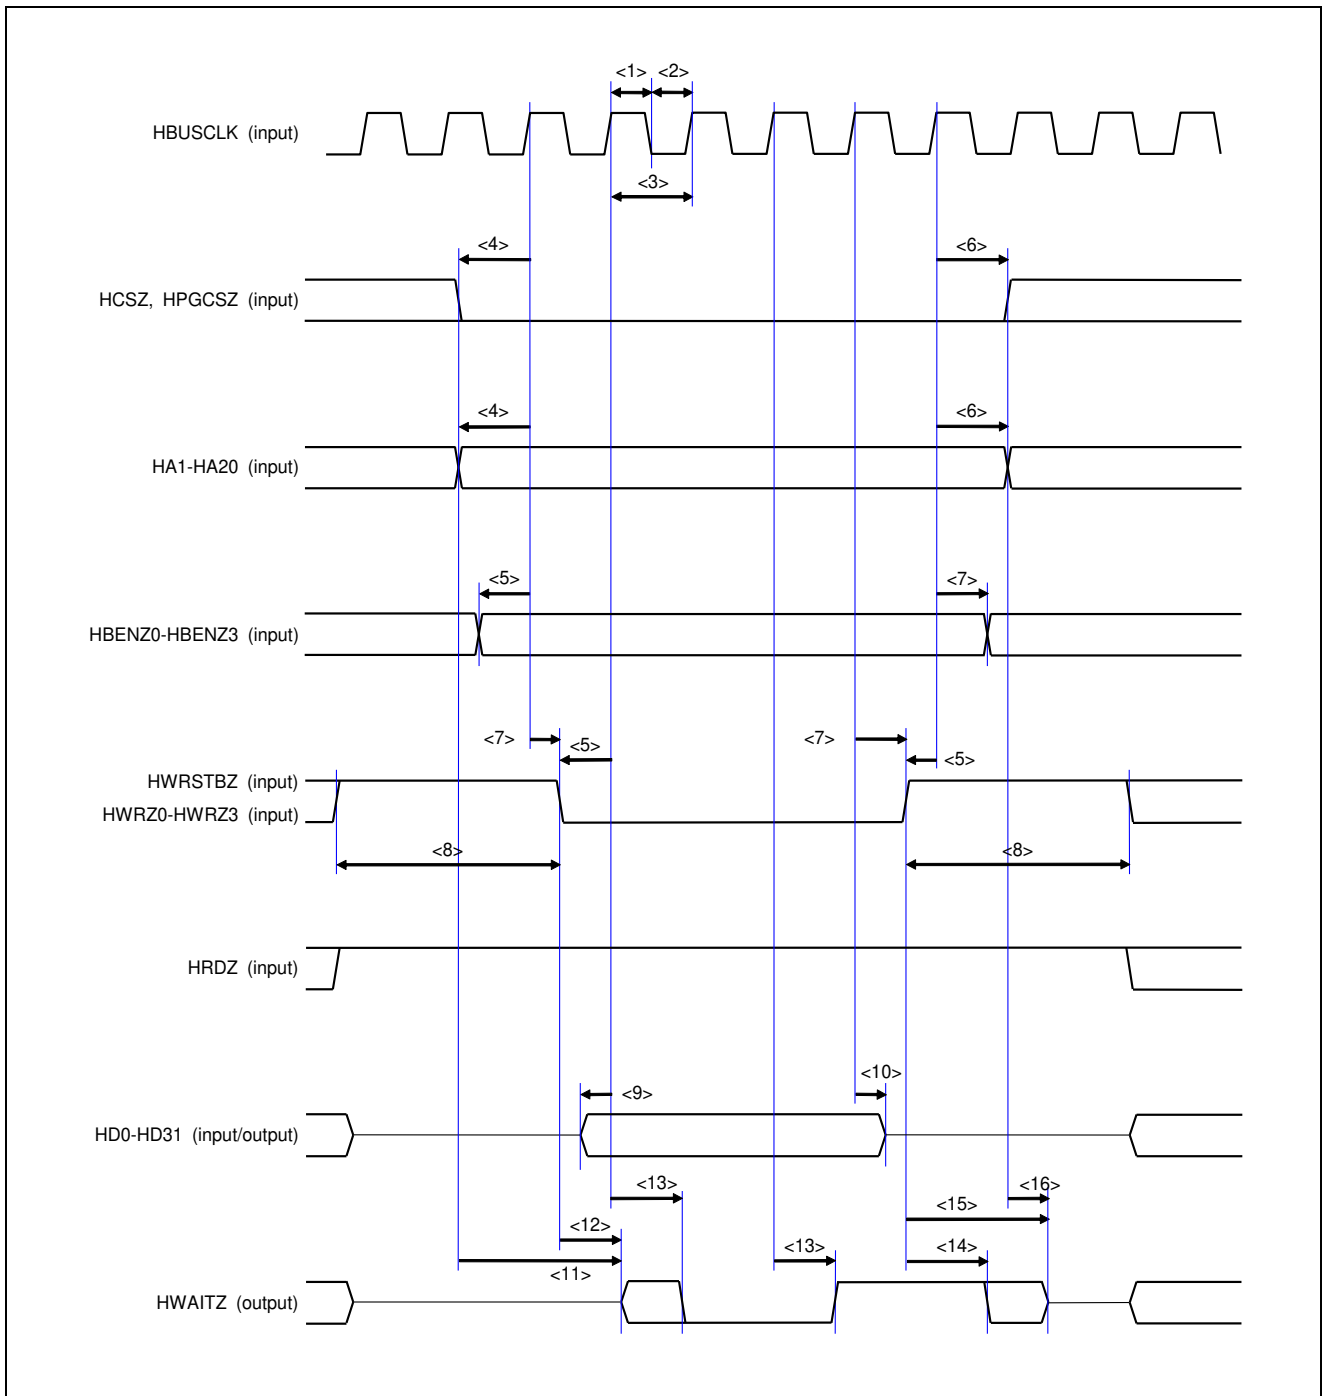 <1> <2>
HBUSCLK (input)
<3>
<4> <6>
HCSZ, HPGCSZ (input)
<4> <6>
HA1-HA20 (input)
<5> <7>
HBENZ0-HBENZ3 (input)
<7> <5> <7> <5>
HWRSTBZ (input)
HWRZ0-HWRZ3 (input)
<8> <8>
HRDZ (input)
<9> <10>
HD0-HD31 (input/output)
<13> <16>
<15>
<12> <13> <14>
<11>
HWAITZ (output)